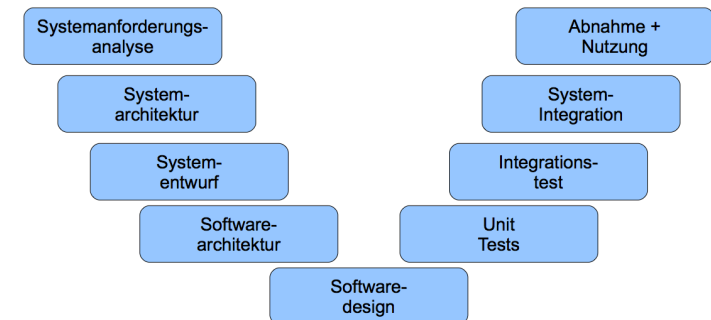 Systemanforderungs-
analyse
Abnahme +
Nutzung
System-
architektur
System-
Integration
System-
entwurf
Integrations-
test
Software-
architektur
Unit
Tests
Software-
design